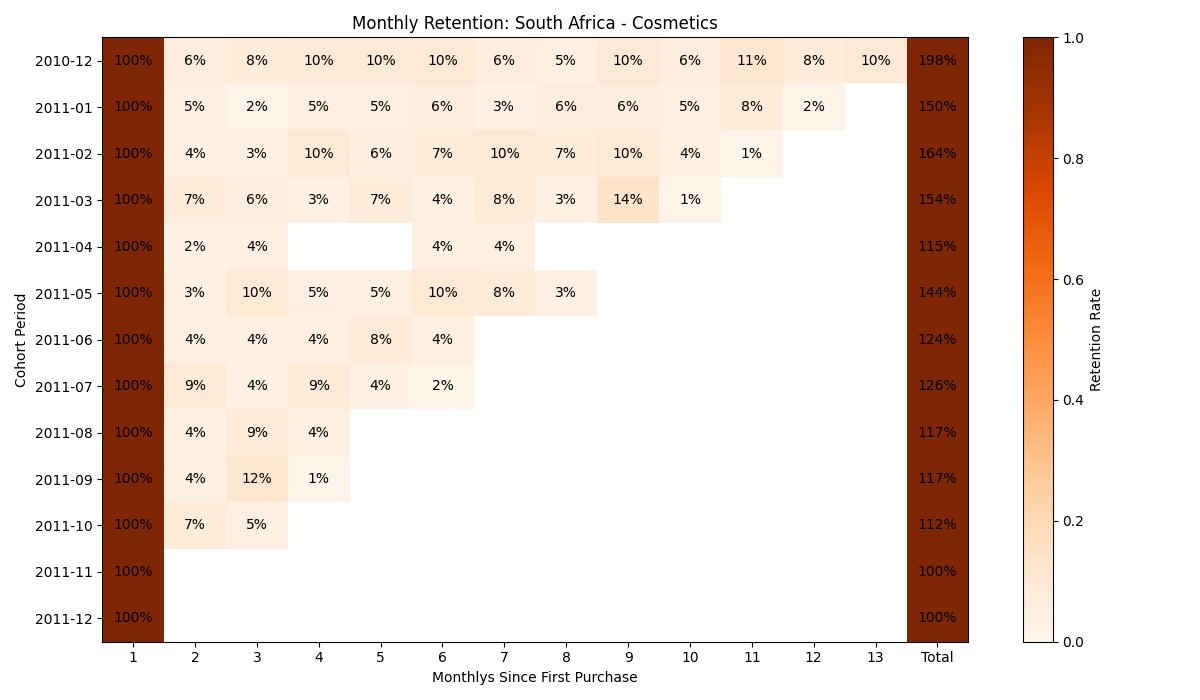 Monthly Retention: South Africa - Cosmetics
2010-12 100% 6% 8% 10% 10% 10% 6% 5% 10% 6% 11% 8% 10% 198%
2011-01 100% 5% 2% 5% 5% 6% 3% 6% 6% 5% 8% 2% 150%
2011-02 100% 4% 3% 10% 6% 7% 10% 7% 10% 4% 1% 164%
2011-03 100% 7% 6% 3% 7% 4% 8% 3% 14% 1% 154%
2011-04 100% 2% 4% 4% 4% 115%
2011-05 100% 3% 10% 5% 5% 10% 8% 3% 144%
2011-06 100% 4% 4% 4% 8% 4% 124%
2011-07 100% 9% 4% 9% 4% 2% 126%
2011-08 100% 4% 9% 4% 117%
2011-09 100% 4% 12% 1% 117%
2011-10 100% 7% 5% 112%
2011-11 100% 100%
2011-12 100% 100%
1 2 3 4 5 6 7 8 9 10 11 12 13 Total
Monthlys Since First Purchase
Cohort Period
1.0
0.8
0.6
0.4
0.2
0.0
Retention Rate